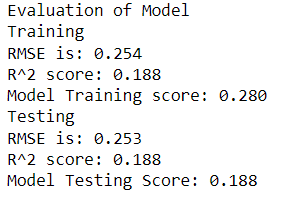 Evaluation of Model
Training
RMSE is: 0.254
R^2 score: 0.188
Model Training score: 0.280
Testing
RMSE is: 0.253
R^2 score: 0.188
Model Testing Score: 0.188